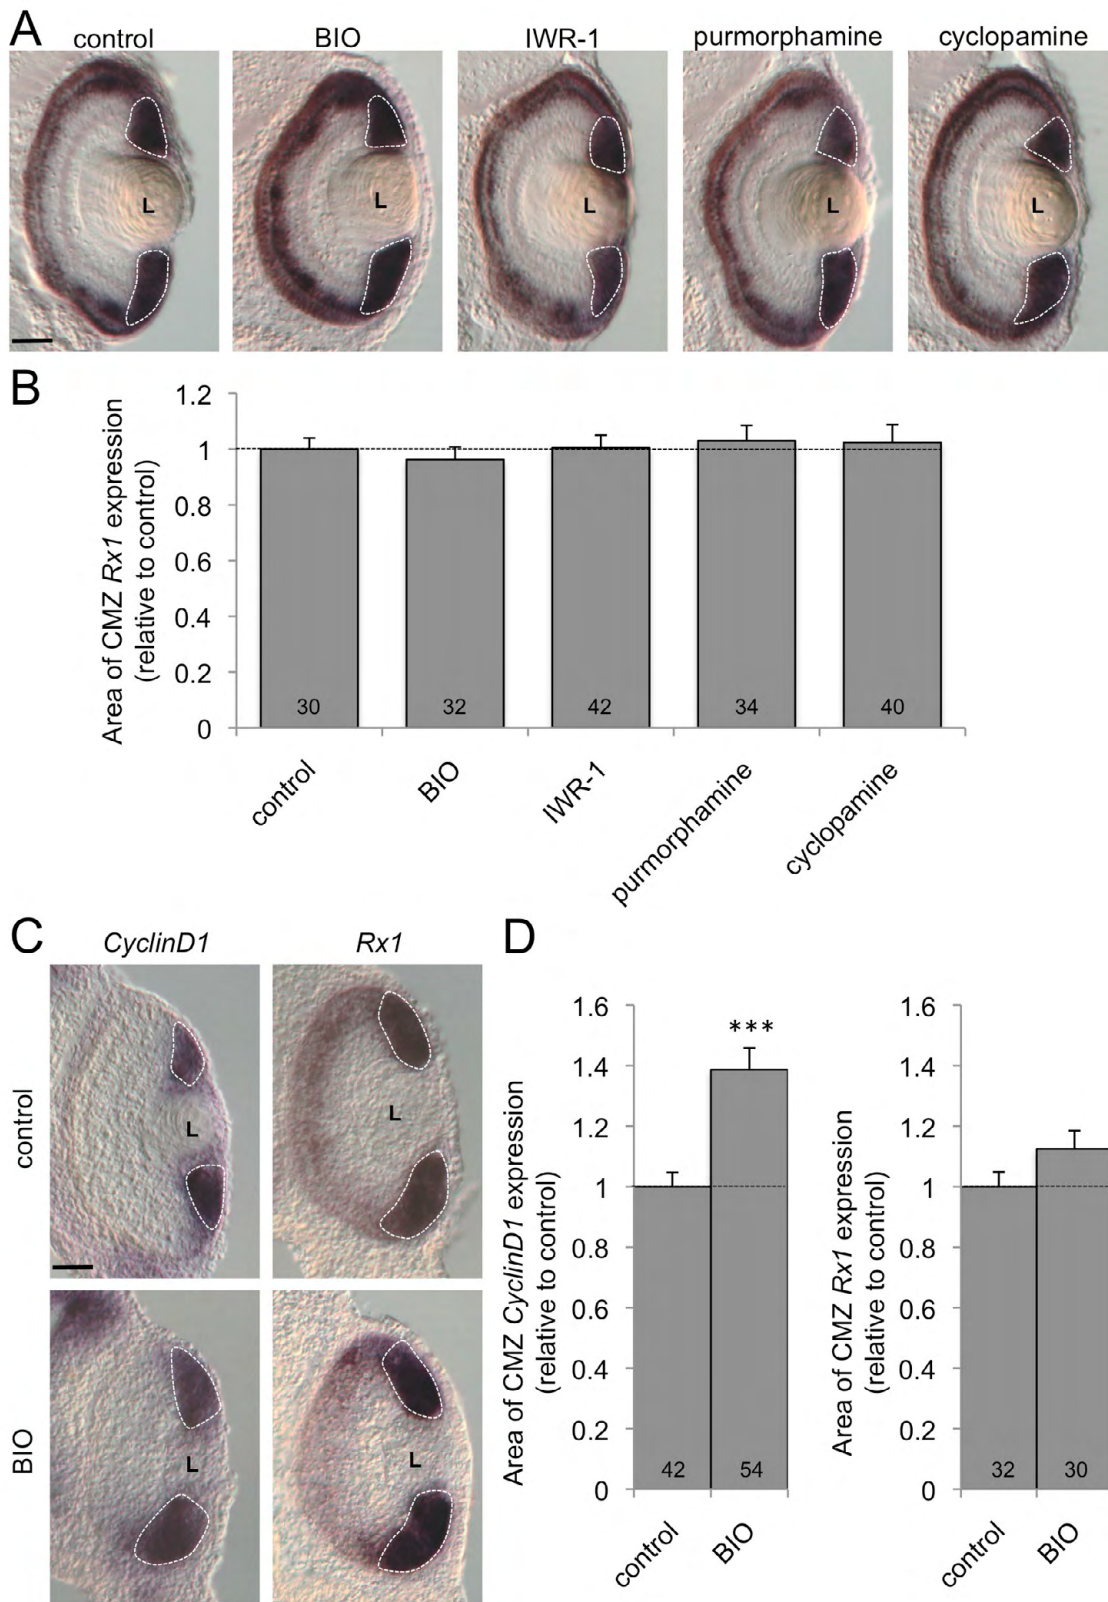 A
control
BIO
IWR-1
purmorphamine
cyclopamine
L
L
L
L
L
B
Area of CMZ Rx1 expression
(relative to control)
1.2
1
0.8
0.6
0.4
0.2
0
30
32
42
34
40
control
BIO
IWR-1
purmorphamine
cyclopamine
C
CyclinD1
Rx1
control
L
L
BIO
L
L
D
Area of CMZ CyclinD1 expression
(relative to control)
1.6
1.4
1.2
1
0.8
0.6
0.4
0.2
0
***
42
54
control
BIO
Area of CMZ Rx1 expression
(relative to control)
1.6
1.4
1.2
1
0.8
0.6
0.4
0.2
0
32
30
control
BIO